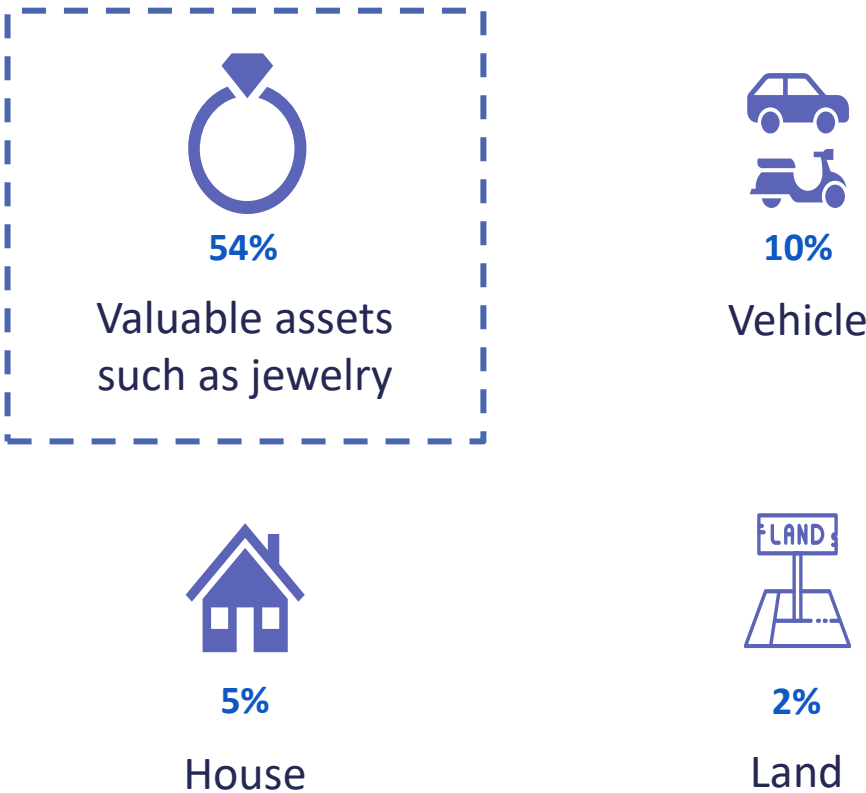 54%
Valuable assets
such as jewelry
10%
Vehicle
5%
House
LAND
2%
Land